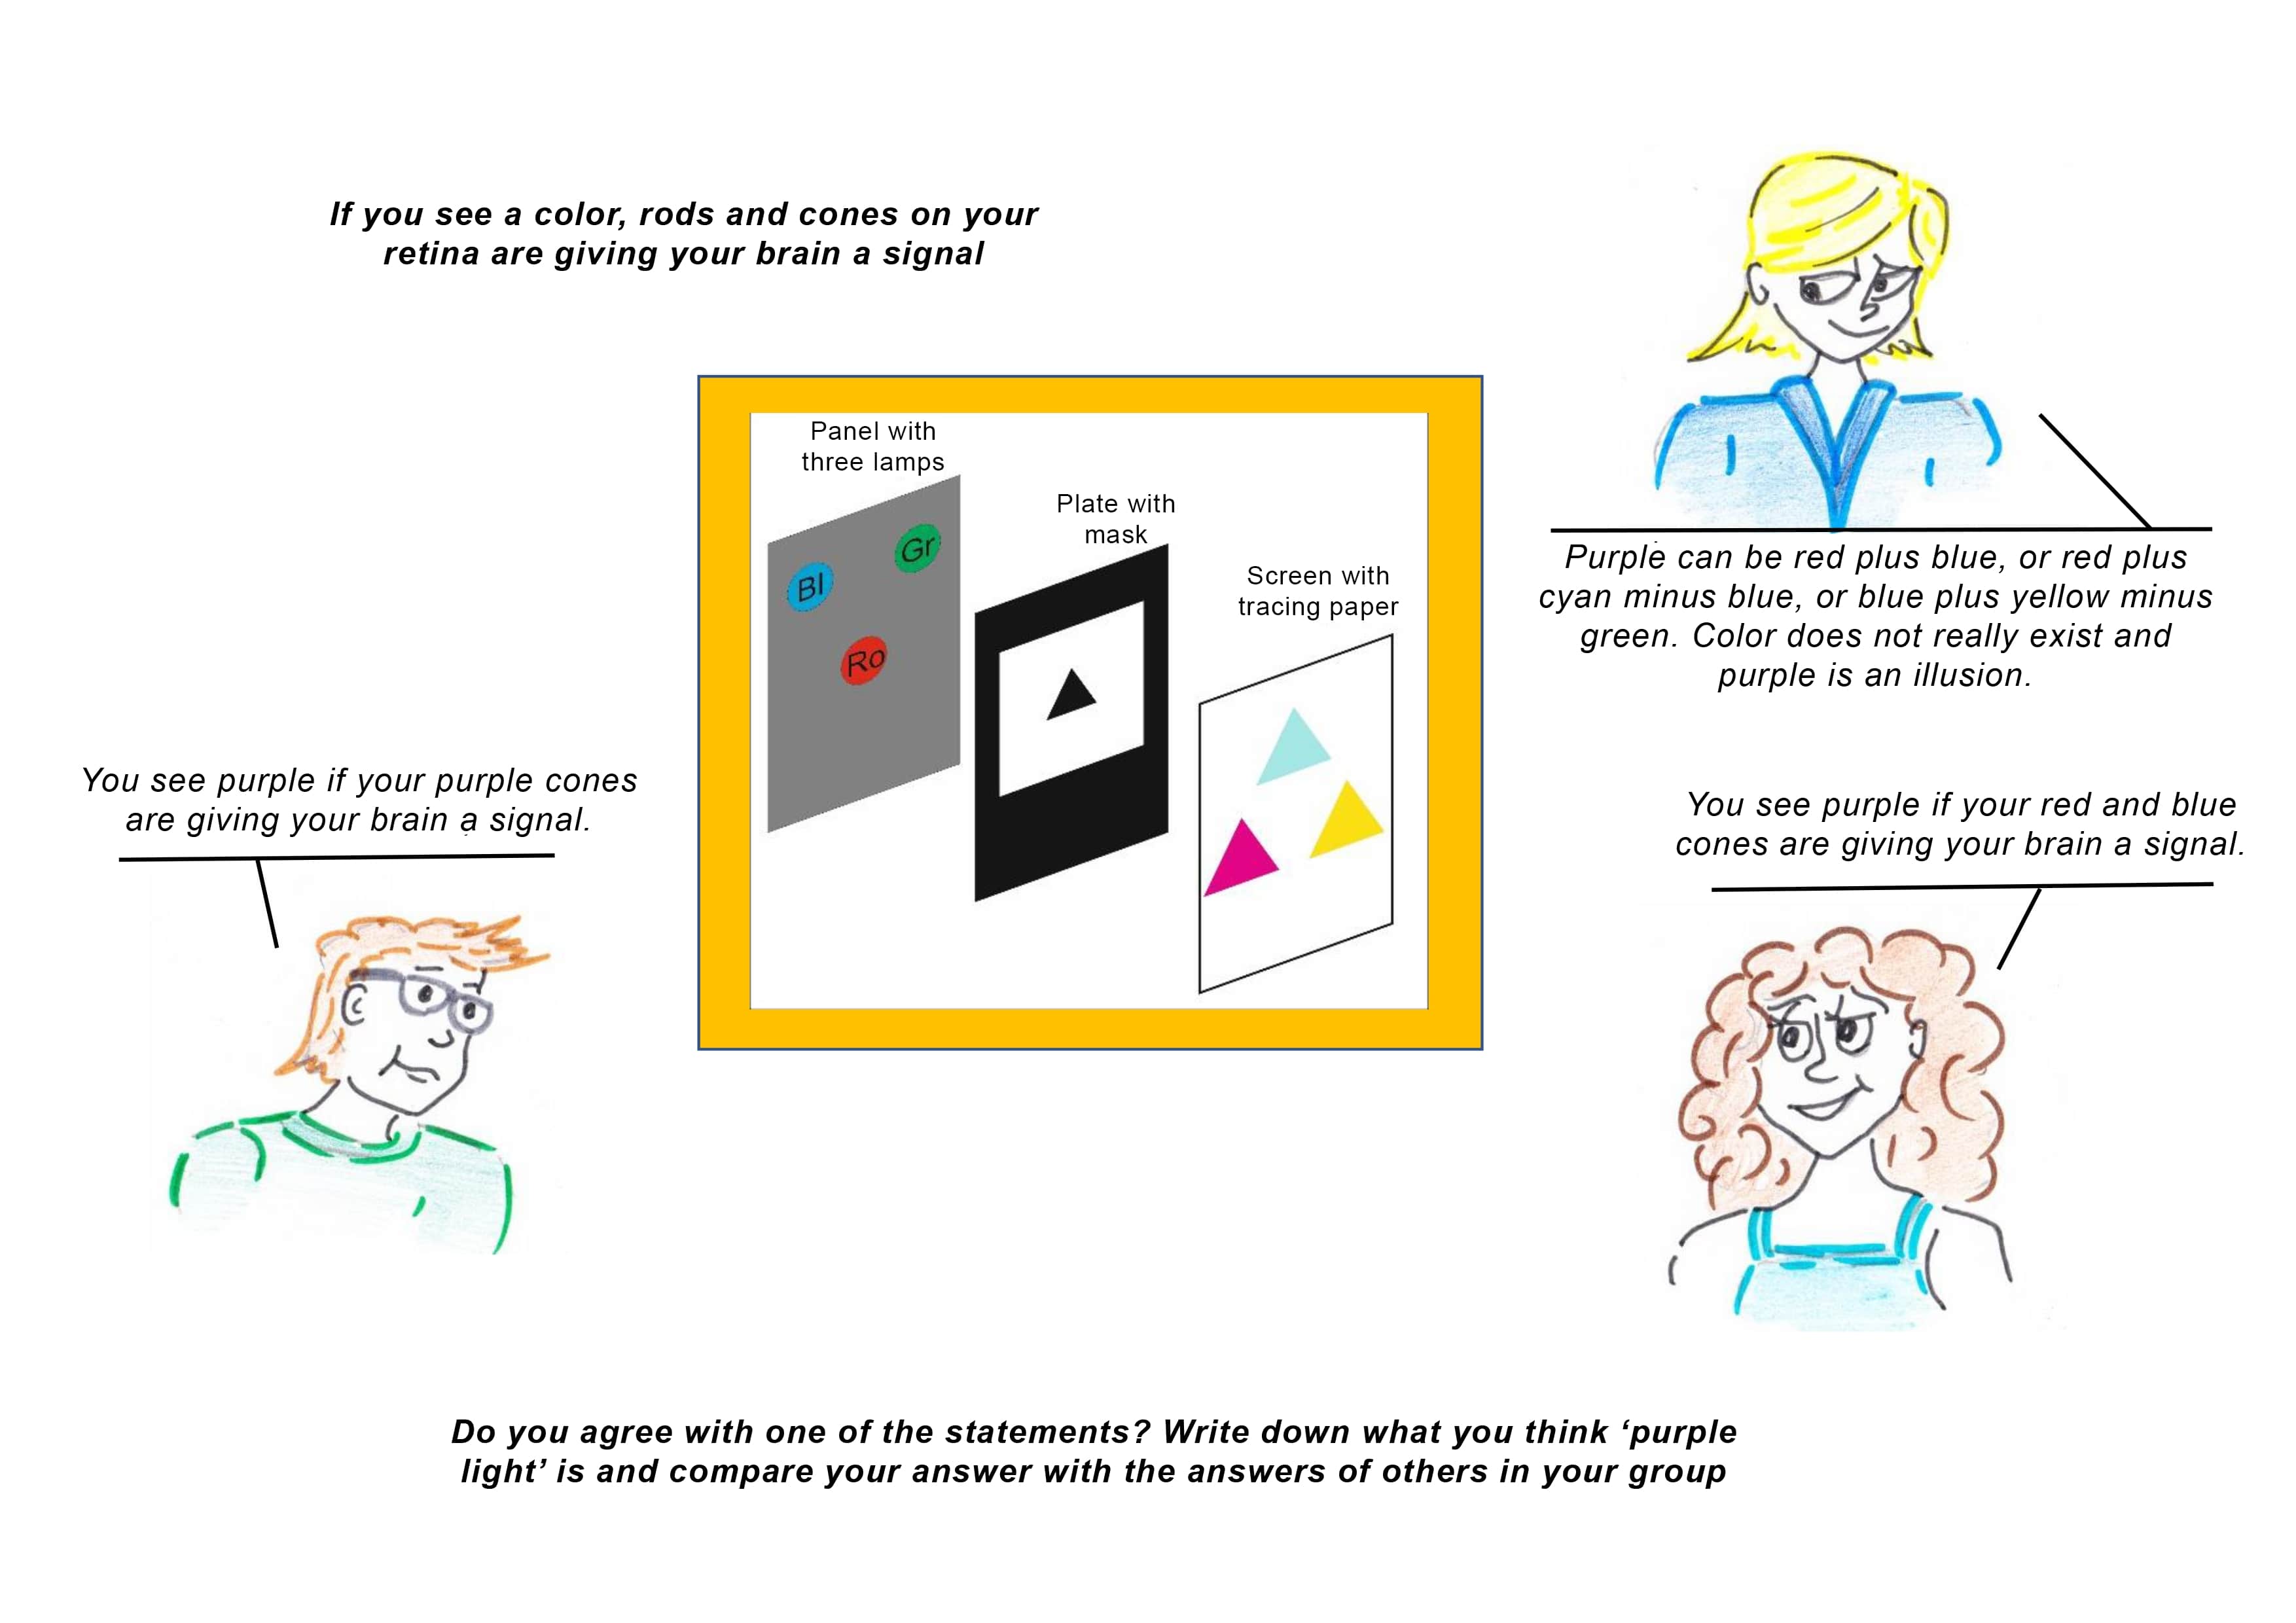 If you see a color, rods and cones on your
retina are giving your brain a signal
Panel with
three lamps
Bl
Gr
Ro
Plate with
mask
Screen with
tracing paper
Purple can be red plus blue, or red plus
cyan minus blue, or blue plus yellow minus
green. Color does not really exist and
purple is an illusion.
You see purple if your purple cones
are giving your brain a signal.
You see purple if your red and blue
cones are giving your brain a signal.
Do you agree with one of the statements? Write down what you think ‘purple
light’ is and compare your answer with the answers of others in your group